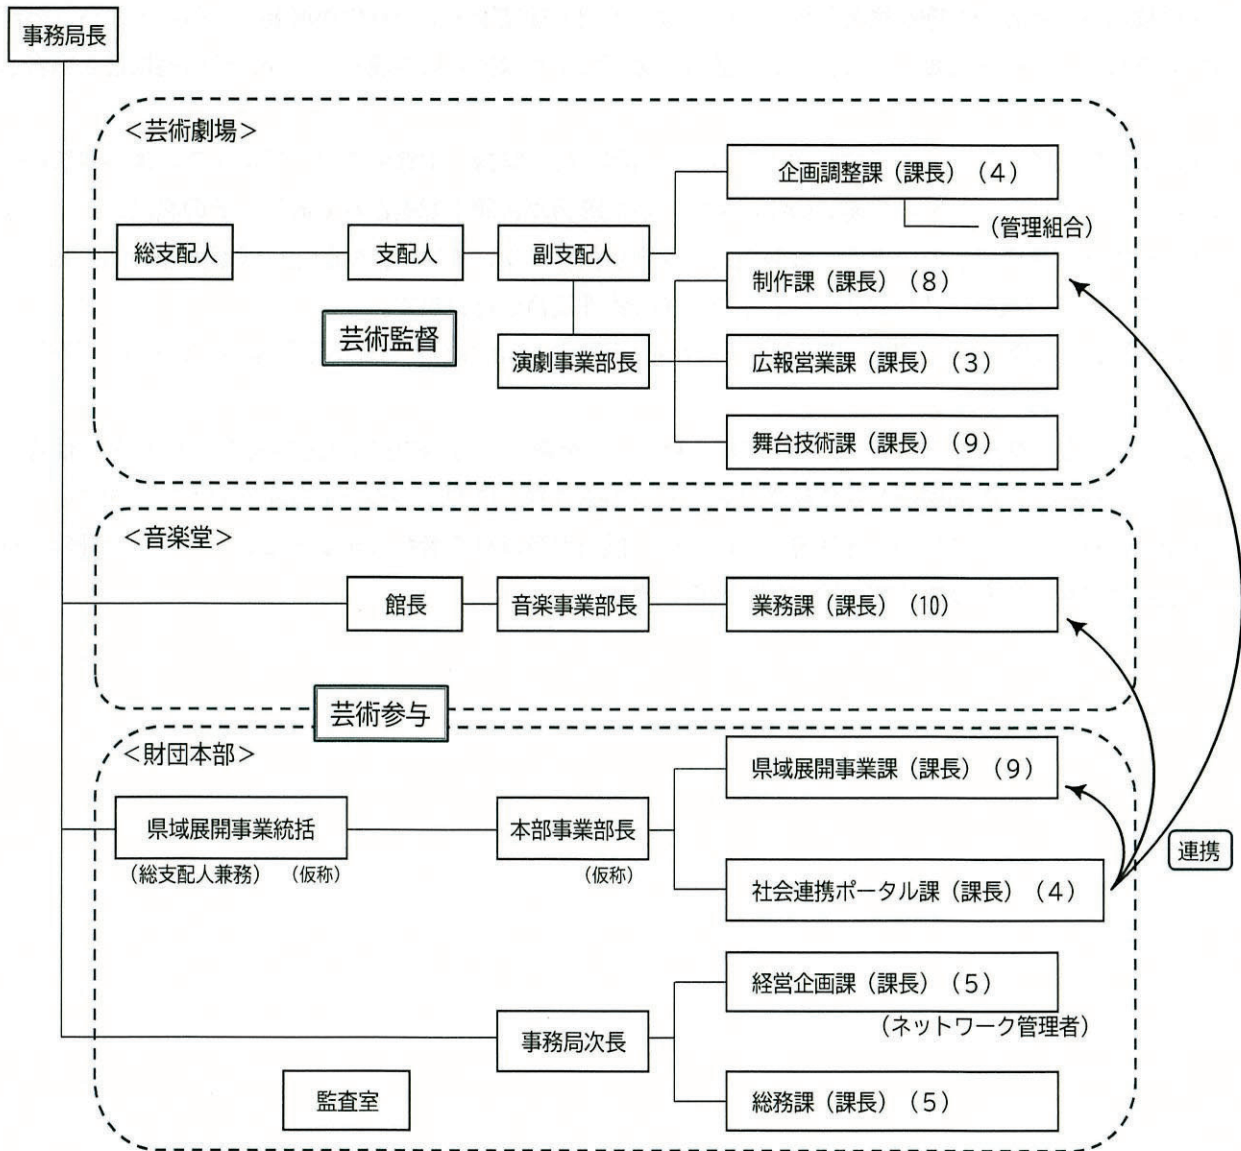 事務局長
<芸術劇場>
企画調整課（課長）（４）
（管理組合）
総支配人
支配人
副支配人
制作課（課長）（８）
芸術監督
演劇事業部長
広報営業課（課長）（３）
舞台技術課（課長）（９）
<音楽堂>
館長
音楽事業部長
業務課（課長）（10）
芸術参与
<財団本部>
県域展開事業課（課長）（９）
県域展開事業統括
（総支配人兼務）（仮称）
本部事業部長
（仮称）
連携
社会連携ポータル課（課長）（４）
経営企画課（課長）（５）
（ネットワーク管理者）
事務局次長
監査室
総務課（課長）（５）